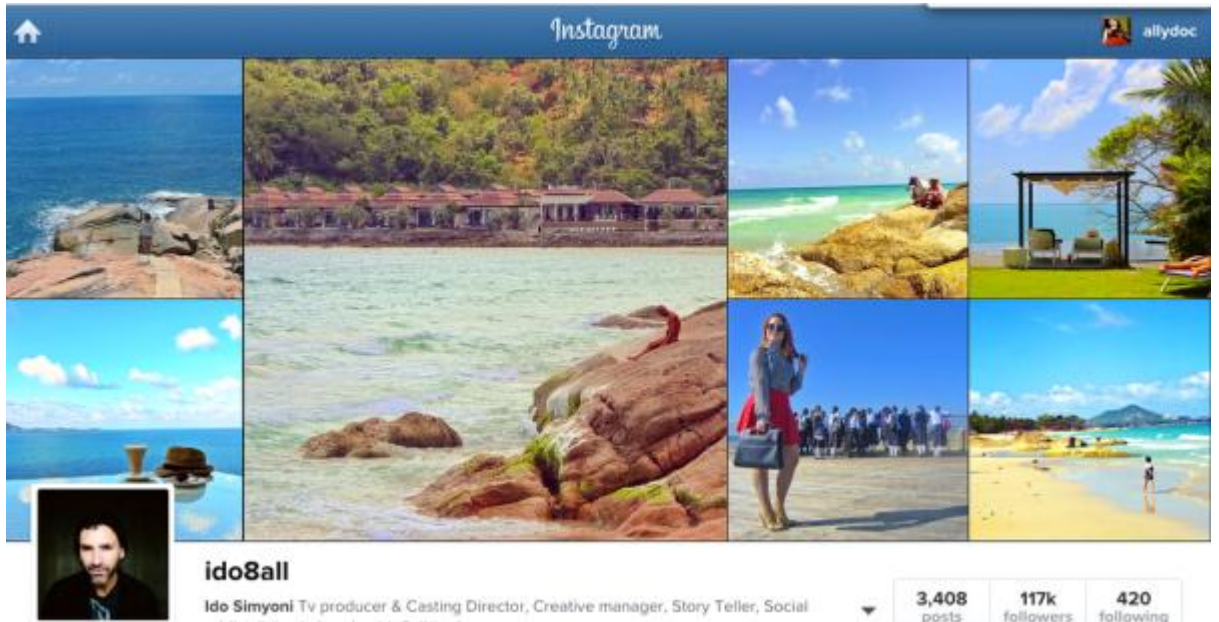 Instagram
allydoc
ido8all
Ido Simyoni Tv producer & Casting Director, Creative manager, Story Teller, Social
3,408 117k 420
posts followers following